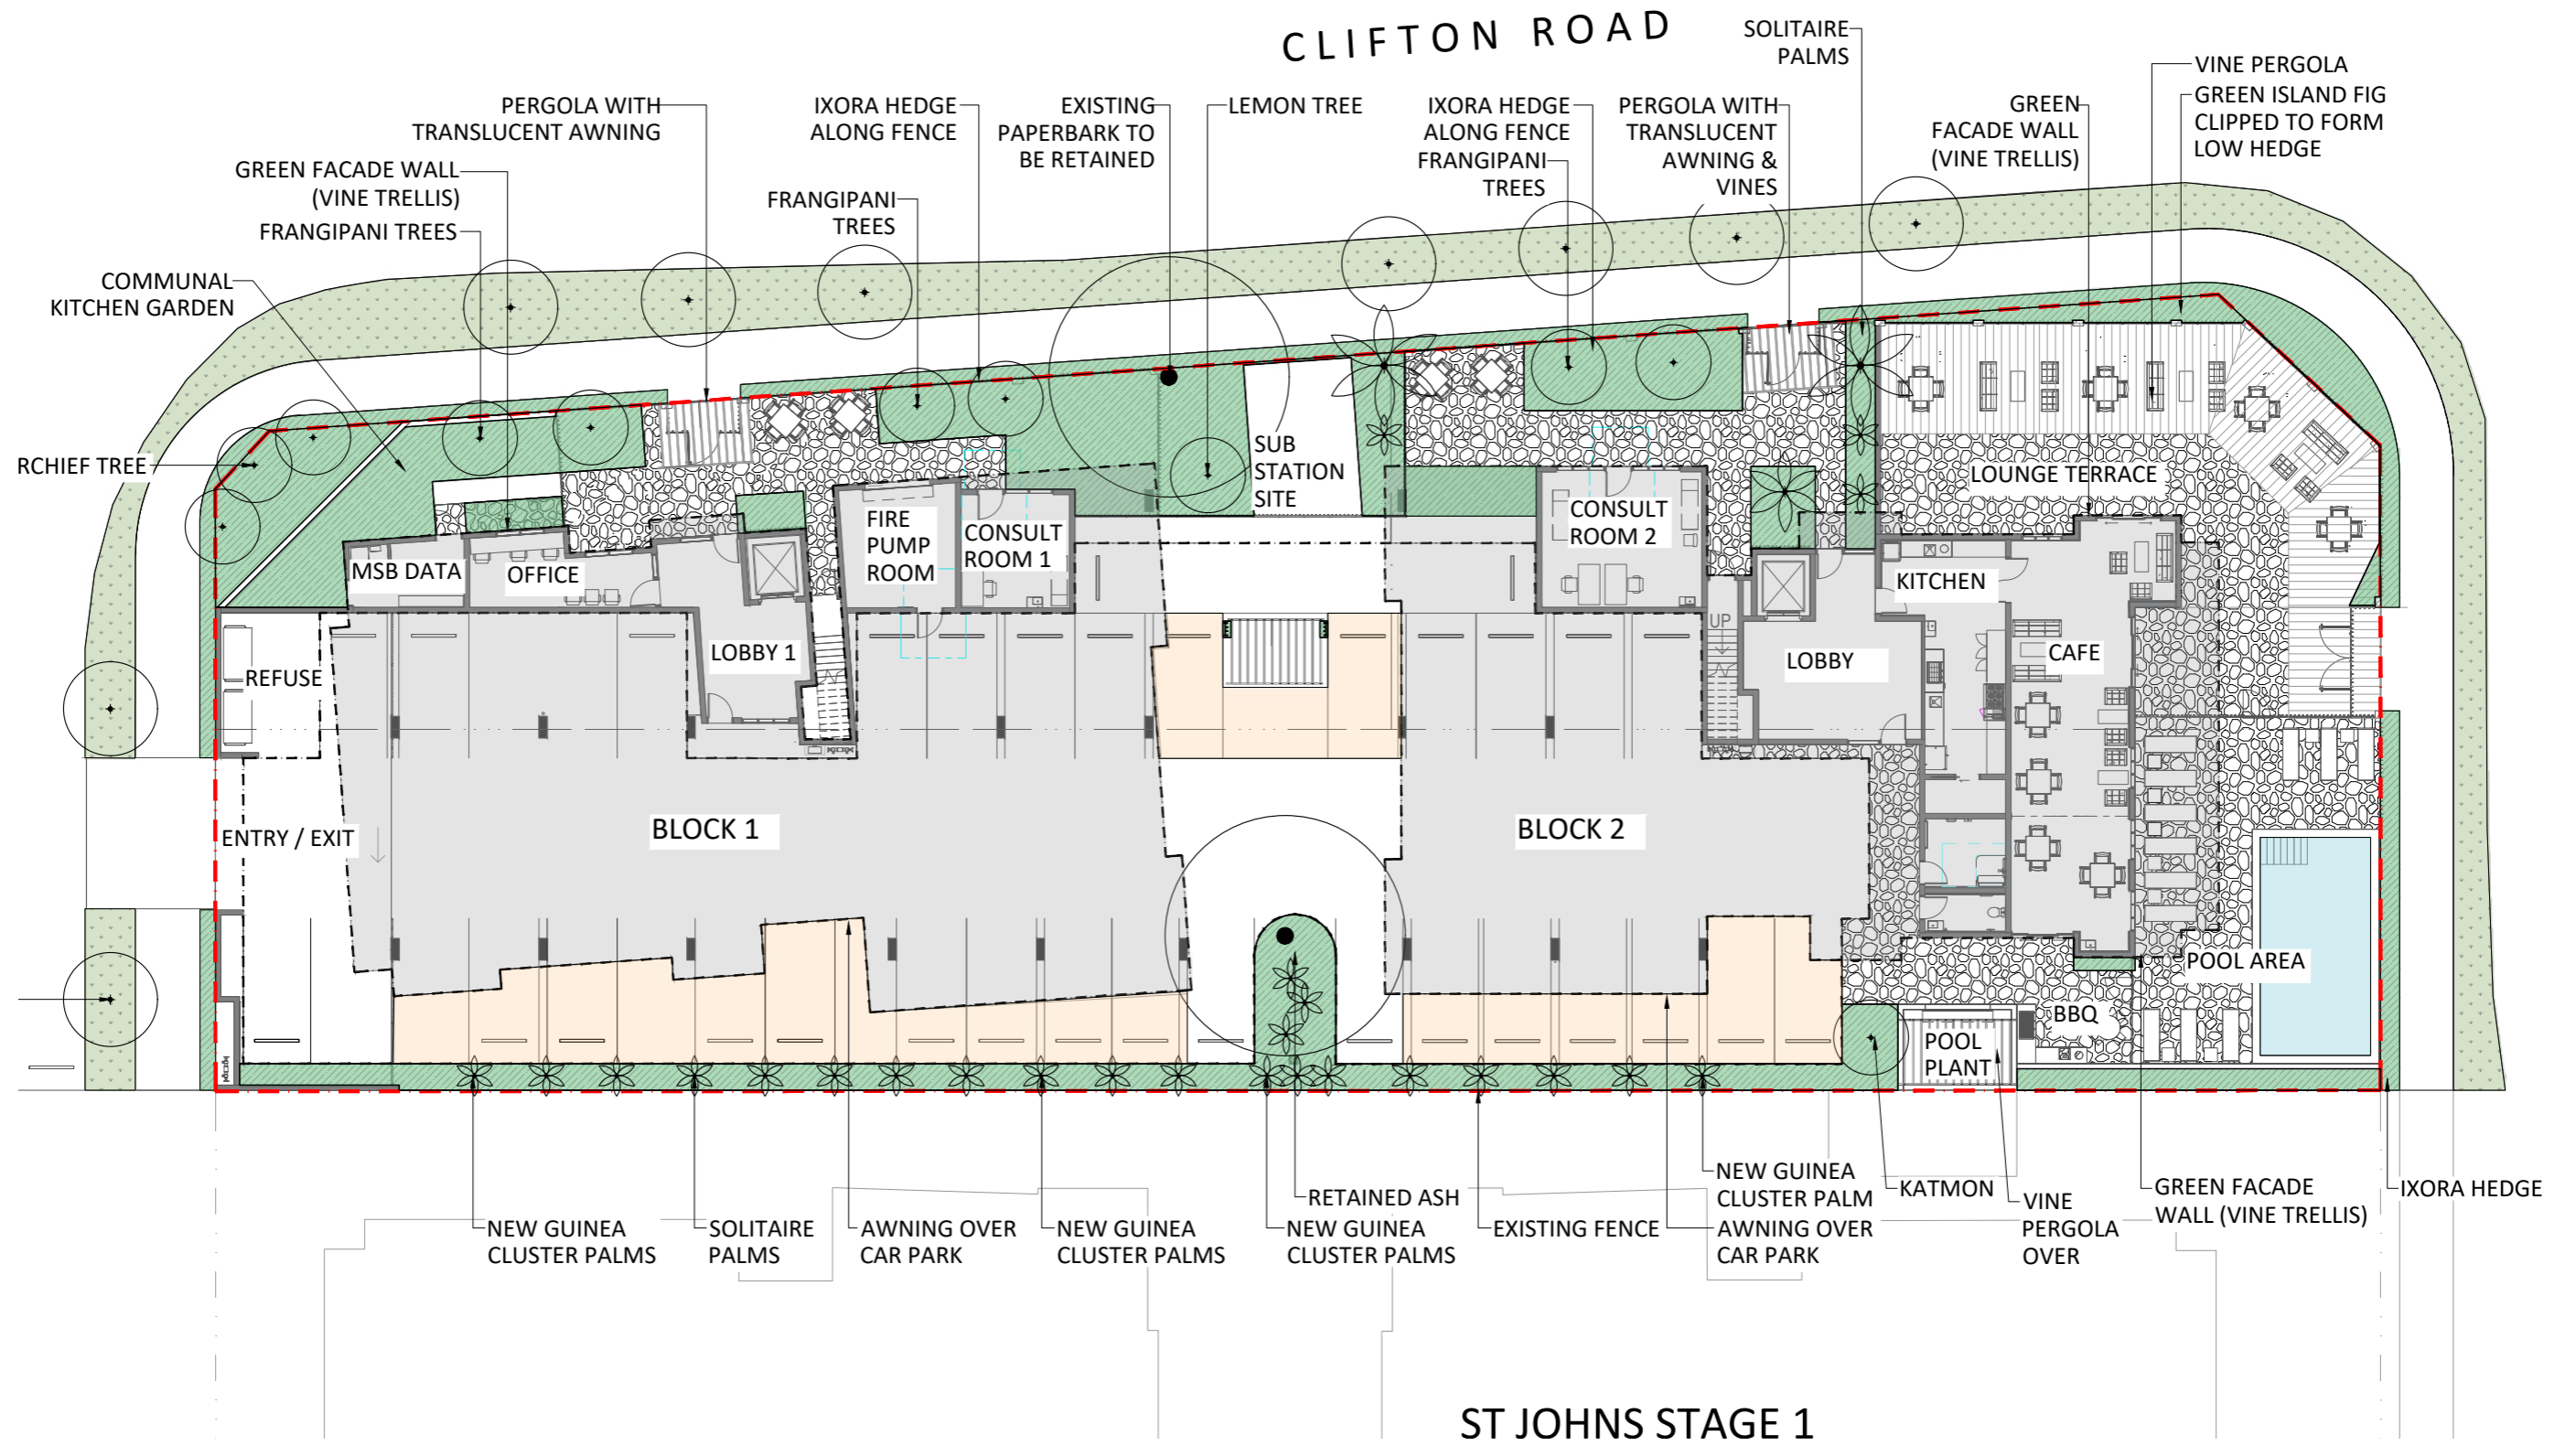 CLIFTON ROAD
SOLITAIRE
PALMS
VINE PERGOLA
GREEN ISLAND FIG
CLIPPED TO FORM
LOW HEDGE
PERGOLA WITH
TRANSLUCENT AWNING
IXORA HEDGE
ALONG FENCE
EXISTING
PAPERBARK TO
BE RETAINED
LEMON TREE
IXORA HEDGE
ALONG FENCE
FRANGIPANI
TREES
PERGOLA WITH
TRANSLUCENT
AWNING &
VINES
GREEN
FACADE WALL
(VINE TRELLIS)
GREEN FACADE WALL
(VINE TRELLIS)
FRANGIPANI TREES
FRANGIPANI
TREES
COMMUNAL
KITCHEN GARDEN
RCHIEF TREE
SUB
STATION
SITE
LOUNGE TERRACE
FIRE
PUMP
ROOM
CONSULT
ROOM 1
CONSULT
ROOM 2
MSB DATA
OFFICE
KITCHEN
UP
REFUSE
LOBBY 1
LOBBY
CAFE
ENTRY / EXIT
BLOCK 1
BLOCK 2
POOL AREA
BBQ
POOL
PLANT
NEW GUINEA
CLUSTER PALMS
SOLITAIRE
PALMS
AWNING OVER
CAR PARK
NEW GUINEA
CLUSTER PALMS
RETAINED ASH
NEW GUINEA
CLUSTER PALMS
EXISTING FENCE
NEW GUINEA
CLUSTER PALM
AWNING OVER
CAR PARK
KATMON
VINE
PERGOLA
OVER
GREEN FACADE
WALL (VINE TRELLIS)
IXORA HEDGE
ST JOHNS STAGE 1